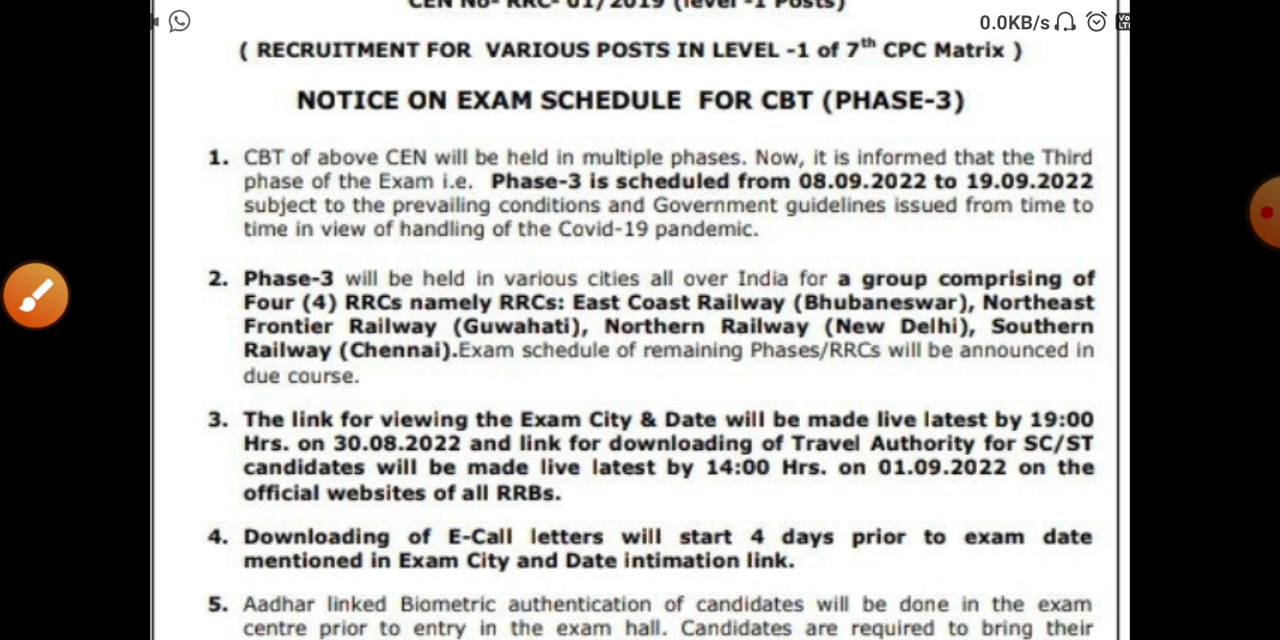 CEN No- RRC- 01/2019 (level -1 Posts)
0.0KB/s
( RECRUITMENT FOR VARIOUS POSTS IN LEVEL -1 of 7th CPC Matrix )
NOTICE ON EXAM SCHEDULE FOR CBT (PHASE-3)
1. CBT of above CEN will be held in multiple phases. Now, it is informed that the Third
phase of the Exam i.e. Phase-3 is scheduled from 08.09.2022 to 19.09.2022
subject to the prevailing conditions and Government guidelines issued from time to
time in view of handling of the Covid-19 pandemic.
2. Phase-3 will be held in various cities all over India for a group comprising of
Four (4) RRCs namely RRCs: East Coast Railway (Bhubaneswar), Northeast
Frontier Railway (Guwahati), Northern Railway (New Delhi), Southern
Railway (Chennai).Exam schedule of remaining Phases/RRCs will be announced in
due course.
3. The link for viewing the Exam City & Date will be made live latest by 19:00
Hrs. on 30.08.2022 and link for downloading of Travel Authority for SC/ST
candidates will be made live latest by 14:00 Hrs. on 01.09.2022 on the
official websites of all RRBs.
4. Downloading of E-Call letters will start 4 days prior to exam date
mentioned in Exam City and Date intimation link.
5. Aadhar linked Biometric authentication of candidates will be done in the exam
centre prior to entry in the exam hall. Candidates are required to bring their